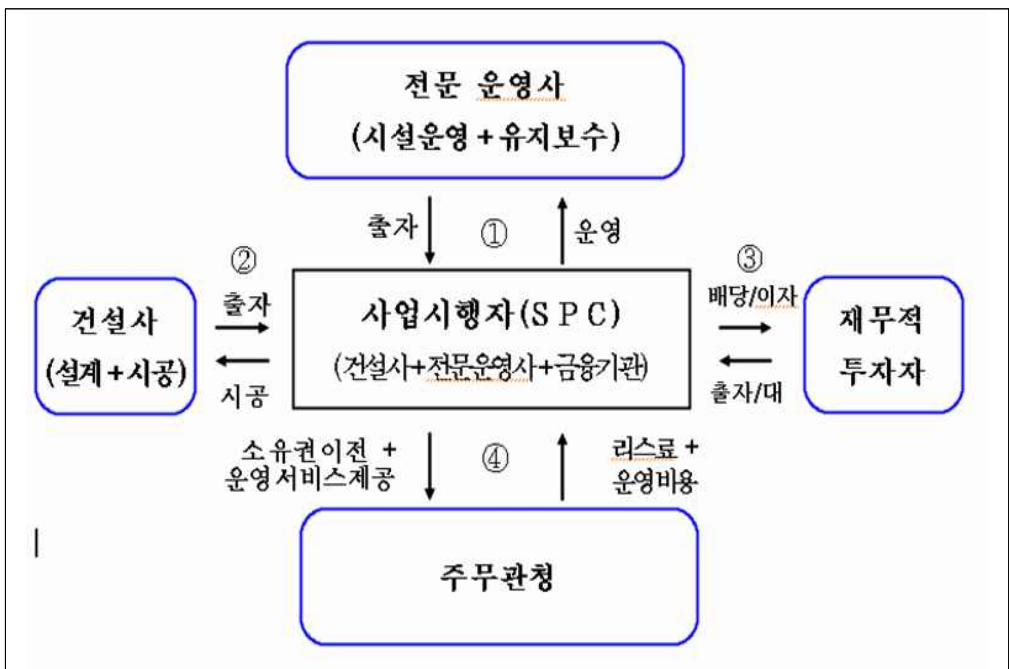 전문 운영사
(시설운영+유지보수)
출자
①
운영
②
③
건설사
(설계+시공)
출자
시공
사업시행자(SPC)
(건설사+전문운영사+금융기관)
배당/이자
출자/대
재무적
투자자
소유권이전 +
운영서비스제공
④
리스료 +
운영비용
주무관청